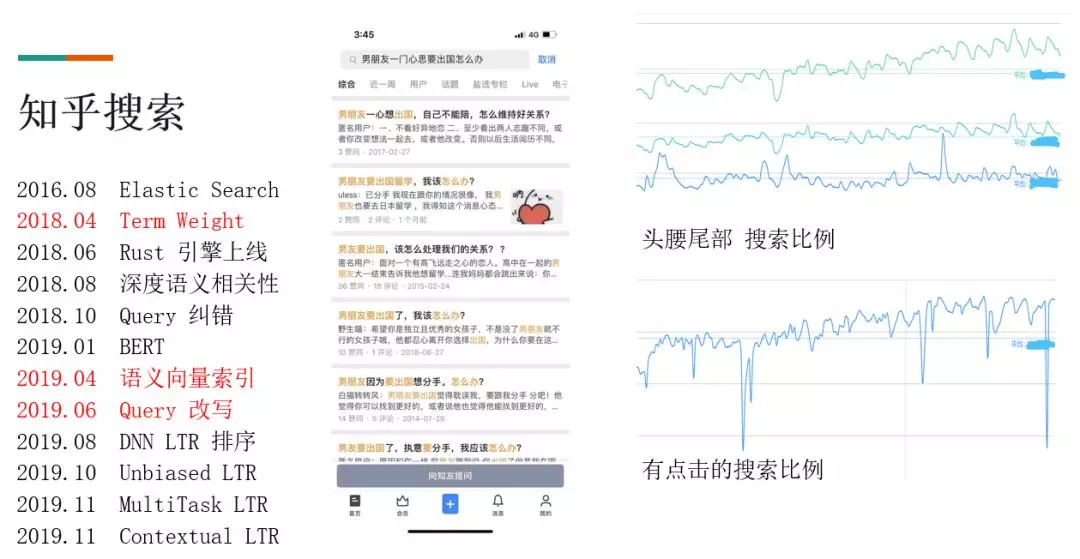 知乎搜索
2016.08 Elastic Search
2018.04 Term Weight
2018.06 Rust 引擎上线
2018.08 深度语义相关性
2018.10 Query 纠错
2019.01 BERT
2019.04 语义向量索引
2019.06 Query 改写
2019.08 DNN LTR 排序
2019.10 Unbiased LTR
2019.11 MultiTask LTR
2019.11 Contextual LTR
3:45 4G
男朋友一门心思要出国怎么办 取消
综合 近一周 用户 话题 盐选专栏 Live 电子
男朋友一心想出国，自己不能陪，怎么维持好关系？
匿名用户：一、不看好异地恋 二、至少看出两人志趣不同，或
者你改变想法一起去，或者他改变。否则以后生活阅历不同。
3 赞同 · 2017-02-27
男朋友要出国留学，我该怎么办？
uless：已分手 我现在跟你的情况很像， 我男
朋友也要去日本留学 ，我得知这个消息心态...
2 赞同 · 2 评论 · 1 个月前
男友要出国，该怎么处理我们的关系？？
匿名用户：面对一个有高飞远走之心的恋人。高中在一起的男
朋友大一结束告诉我他想留学...连我妈妈都会跳出来说：你...
36 赞同 · 18 评论 · 2015-02-24
男朋友要出国了，我该怎么办？
野生喵：希望你是独立且优秀的女孩子，不是没了男朋友就不
行的女孩子哦，他都忍心离开你选择出国，为什么你要在这...
10 赞同 · 1 评论 · 2018-06-27
男朋友因为要出国想分手。怎么办？
白猫转转风：男朋友要出国觉得耽误我，要跟我分手 分吧！他
觉得你可以找到更好的，或者说他也觉得他能找到更好的，...
14 赞同 · 5 评论 · 2014-07-29
男友要出国了，执意要分手，我应该怎么办？
向知友提问
首页 会员 消息 我的
平均:
平均:
平均:
头腰尾部 搜索比例
平均:
有点击的搜索比例